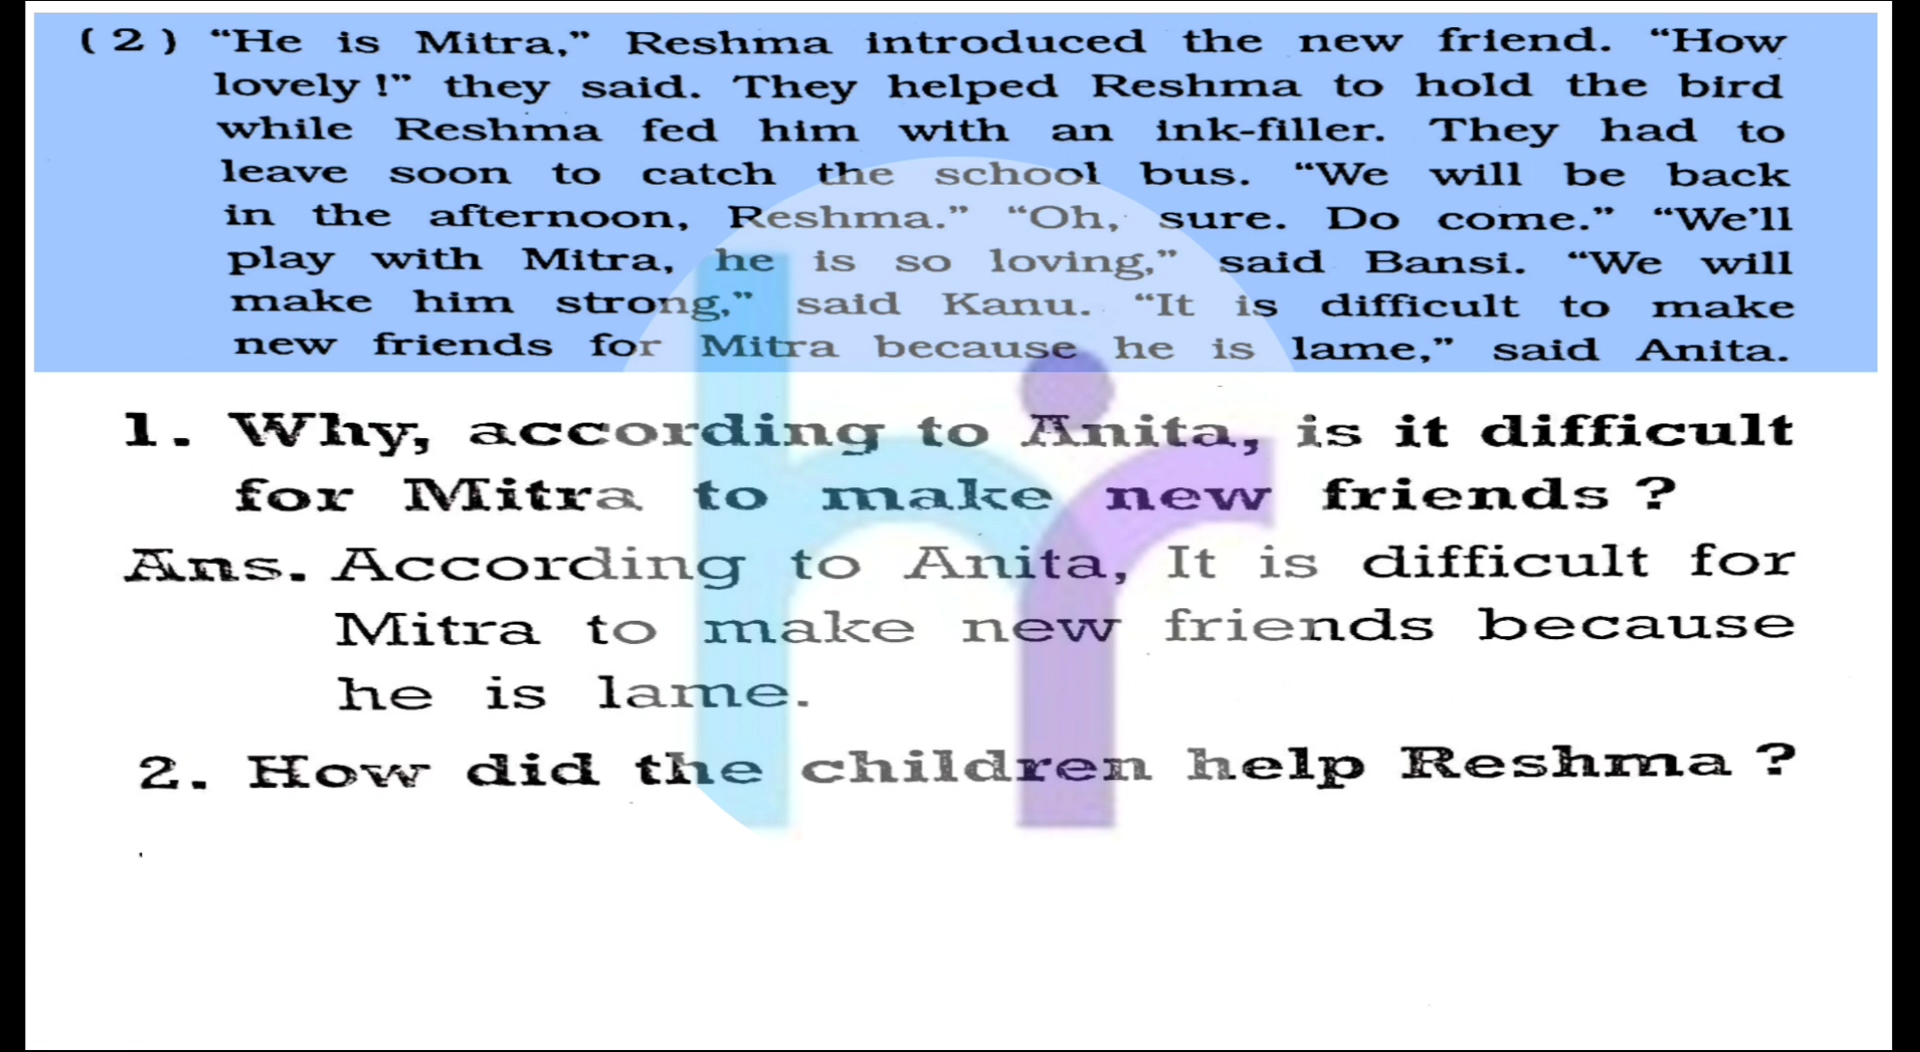 (2) “He is Mitra,” Reshma introduced the new friend. “How
lovely !” they said. They helped Reshma to hold the bird
while Reshma fed him with an ink-filler. They had to
leave soon to catch the school bus. “We will be back
in the afternoon, Reshma.” “Oh, sure. Do come.” “We’ll
play with Mitra, he is so loving,” said Bansi. “We will
make him strong,” said Kanu. “It is difficult to make
new friends for Mitra because he is lame,” said Anita.
1. Why, according to Anita, is it difficult
for Mitra to make new friends ?
Ans. According to Anita, It is difficult for
Mitra to make new friends because
he is lame.
2. How did the children help Reshma ?
hr